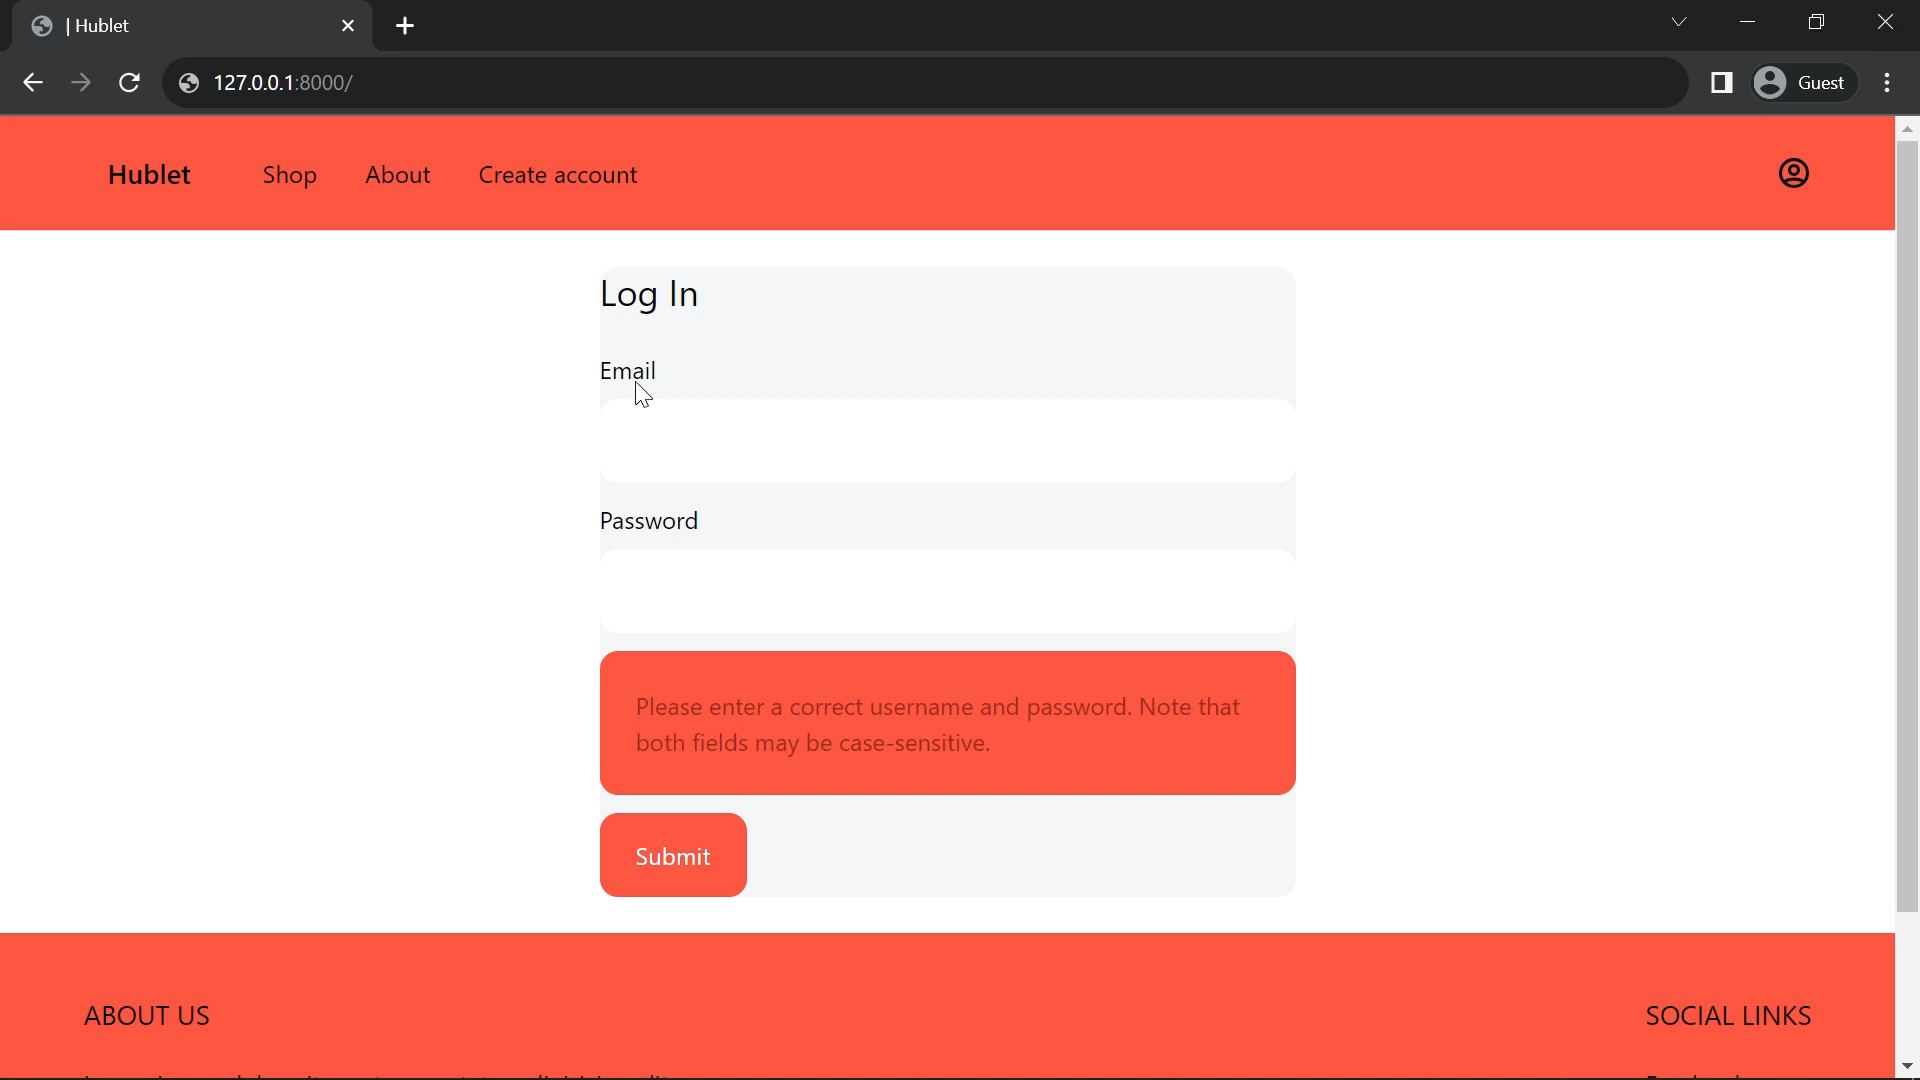 | Hublet
127.0.0.1:8000/
Guest
Hublet Shop About Create account
Log In
Email
Password
Please enter a correct username and password. Note that
both fields may be case-sensitive.
Submit
ABOUT US
SOCIAL LINKS